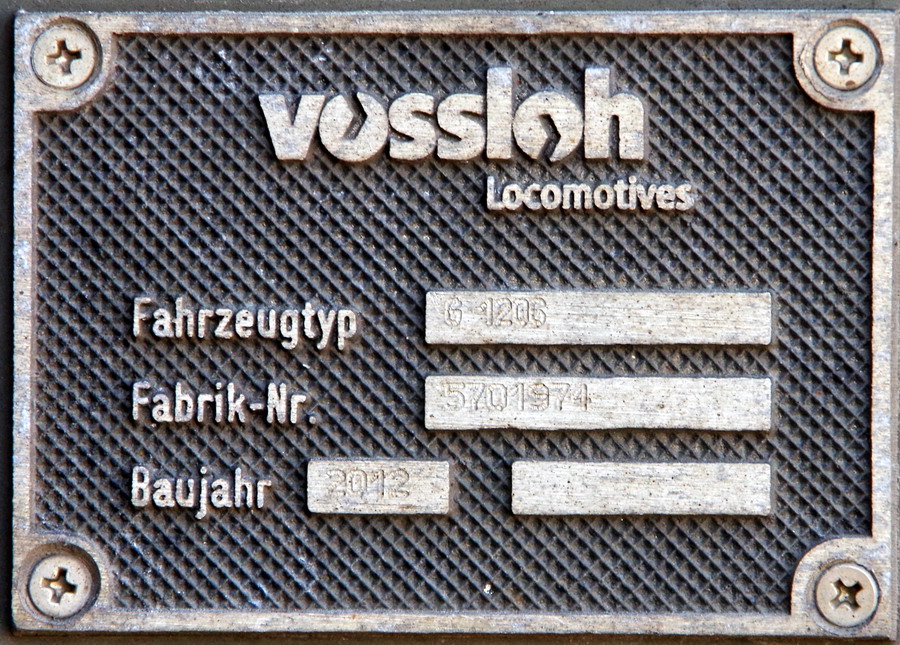 vossloh
Locomotives
Fahrzeugtyp G 1206
Fabrik-Nr. 5701974
Baujahr 2012